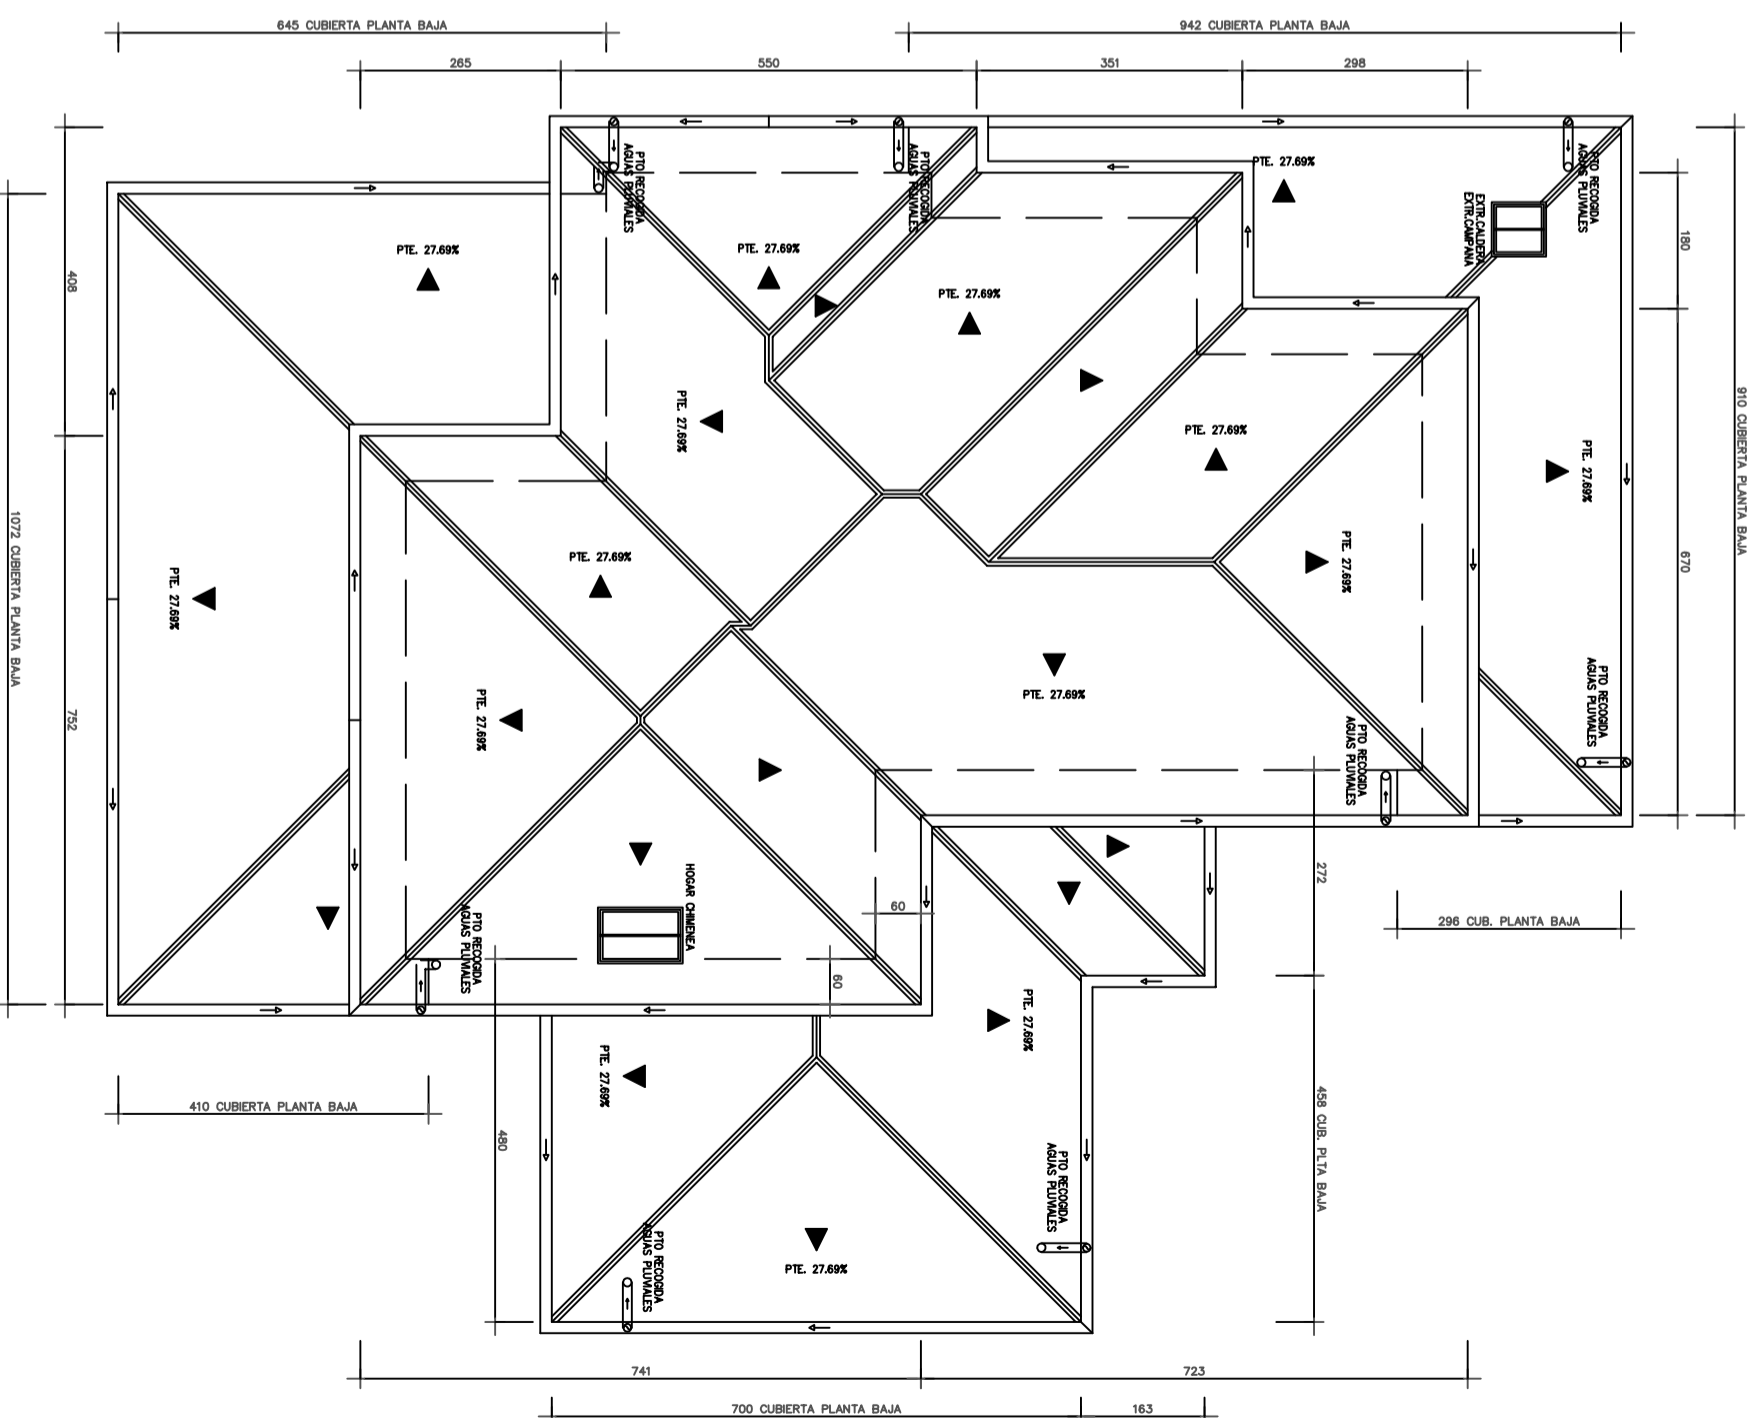 645 CUBIERTA PLANTA BAJA
942 CUBIERTA PLANTA BAJA
265
550
351
298
PTO RECOGIDA
AGUAS PLUVIALES
PTO RECOGIDA
AGUAS PLUVIALES
PTE. 27.69%
PTO RECOGIDA
AGUAS PLUVIALES
EXTR.CALDERA
EXTR.CAMPANA
180
PTE. 27.69%
PTE. 27.69%
PTE. 27.69%
408
PTE. 27.69%
PTE. 27.69%
PTE. 27.69%
910 CUBIERTA PLANTA BAJA
670
PTE. 27.69%
PTE. 27.69%
PTE. 27.69%
1072 CUBIERTA PLANTA BAJA
752
PTE. 27.69%
PTE. 27.69%
PTO RECOGIDA
AGUAS PLUVIALES
PTO RECOGIDA
AGUAS PLUVIALES
272
HOGAR CHIMENEA
60
296 CUB. PLANTA BAJA
PTO RECOGIDA
AGUAS PLUVIALES
60
PTE. 27.69%
PTE. 27.69%
410 CUBIERTA PLANTA BAJA
480
458 CUB. PLTA BAJA
PTO RECOGIDA
AGUAS PLUVIALES
PTO RECOGIDA
AGUAS PLUVIALES
PTE. 27.69%
741
723
700 CUBIERTA PLANTA BAJA
163